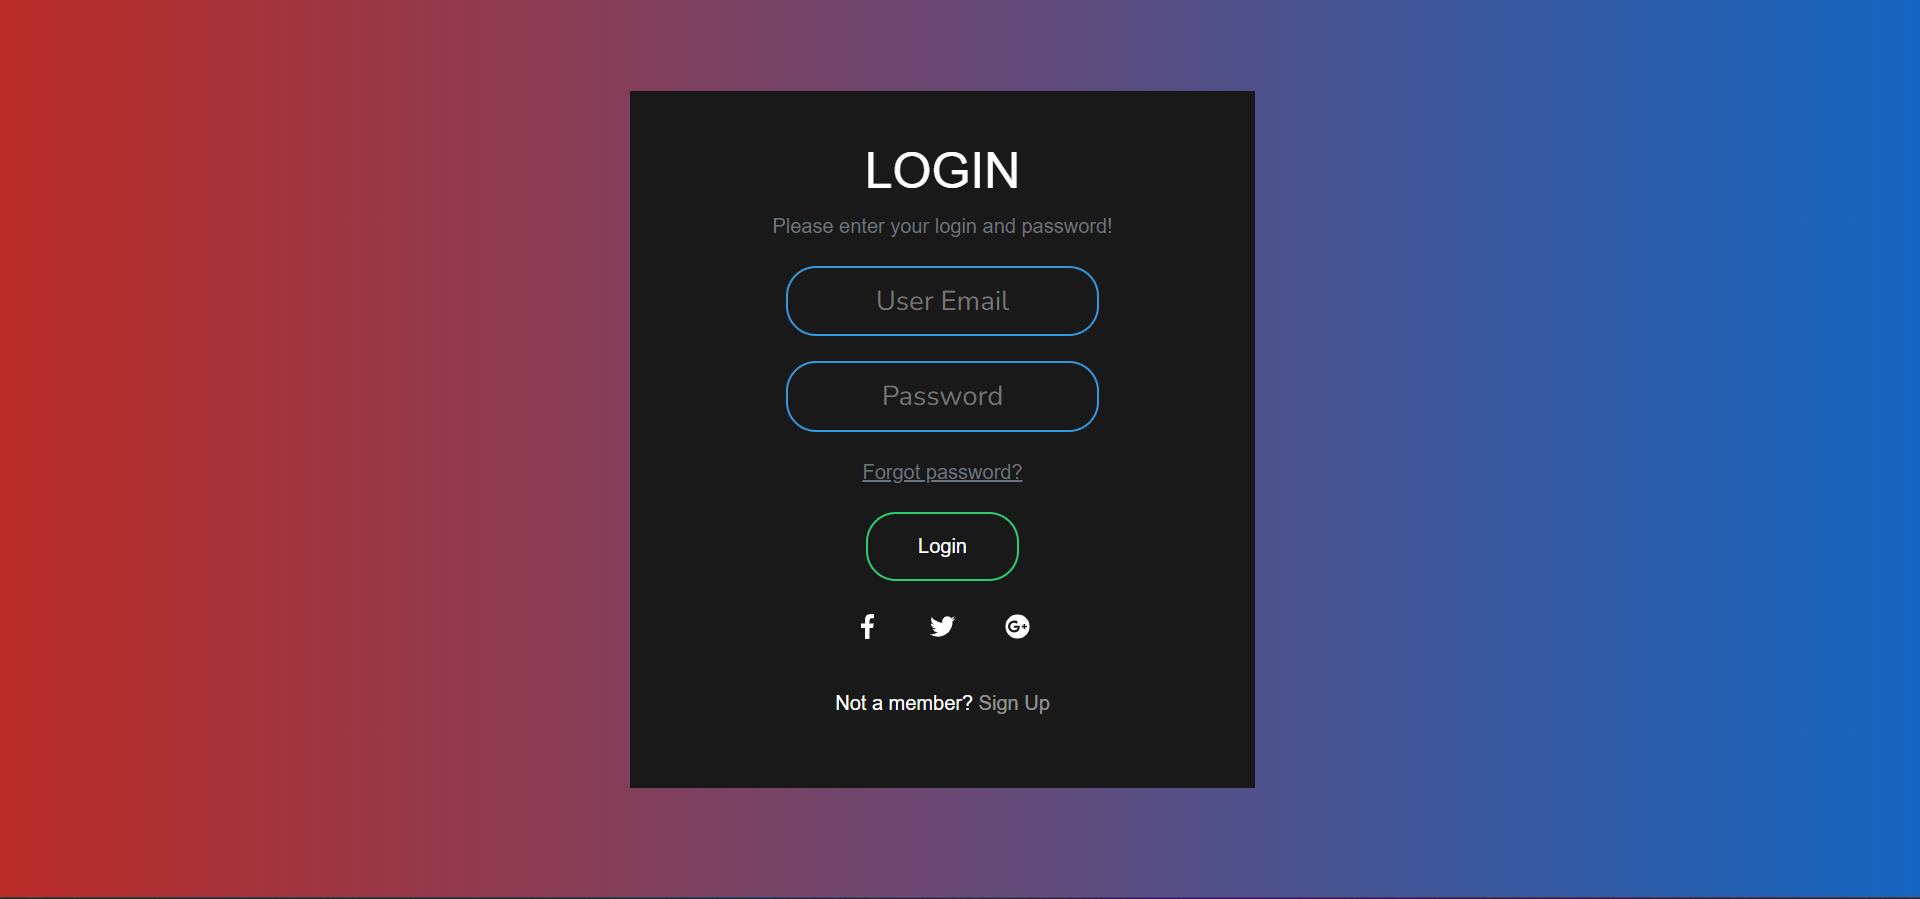 LOGIN
Please enter your login and password!
User Email
Password
Forgot password?
Login
G+
Not a member? Sign Up